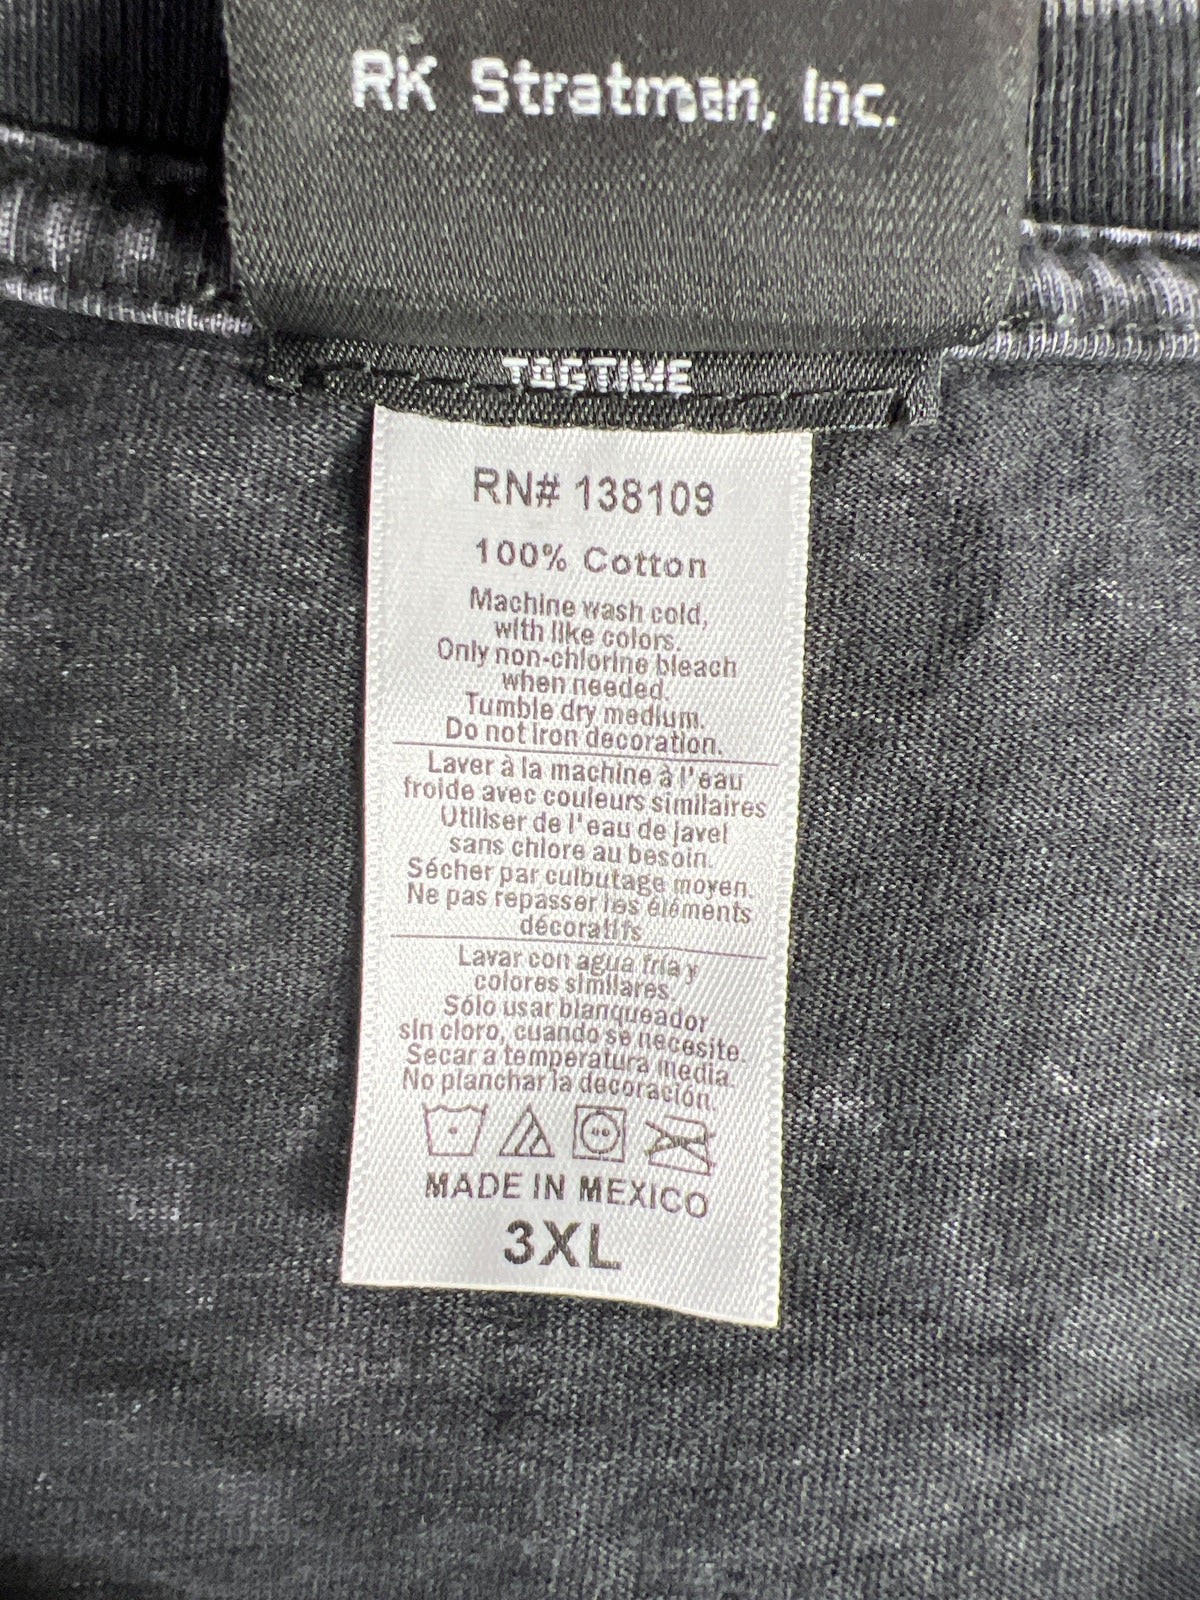 RK Stratman, Inc.
TAGTIME
RN# 138109
100% Cotton
Machine wash cold,
with like colors.
Only non-chlorine bleach
when needed.
Tumble dry medium.
Do not iron decoration.
Laver à la machine à l'eau
froide avec couleurs similaires
Utiliser de l'eau de javel
sans chlore au besoin.
Sécher par culbutage moyen.
Ne pas repasser les éléments
décoratifs
Lavar con agua fría y
colores similares.
Sólo usar blanqueador
sin cloro, cuando se necesite.
Secar a temperatura media.
No planchar la decoración.
MADE IN MEXICO
3XL